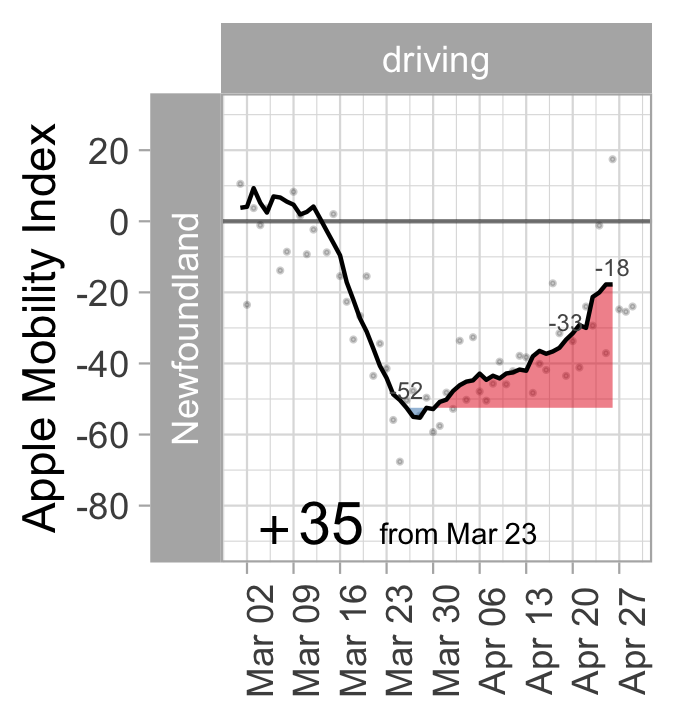 driving
Apple Mobility Index
Newfoundland
20
0
-20
-40
-60
-80
-18
-33
-52
+35 from Mar 23
Mar 02
Mar 09
Mar 16
Mar 23
Mar 30
Apr 06
Apr 13
Apr 20
Apr 27